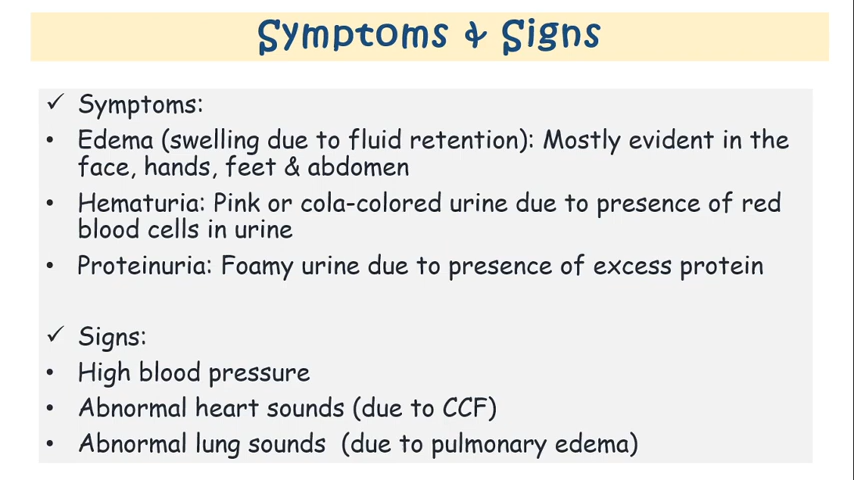 Symptoms & Signs
✓ Symptoms:
• Edema (swelling due to fluid retention): Mostly evident in the
face, hands, feet & abdomen
• Hematuria: Pink or cola-colored urine due to presence of red
blood cells in urine
• Proteinuria: Foamy urine due to presence of excess protein
✓ Signs:
• High blood pressure
• Abnormal heart sounds (due to CCF)
• Abnormal lung sounds (due to pulmonary edema)